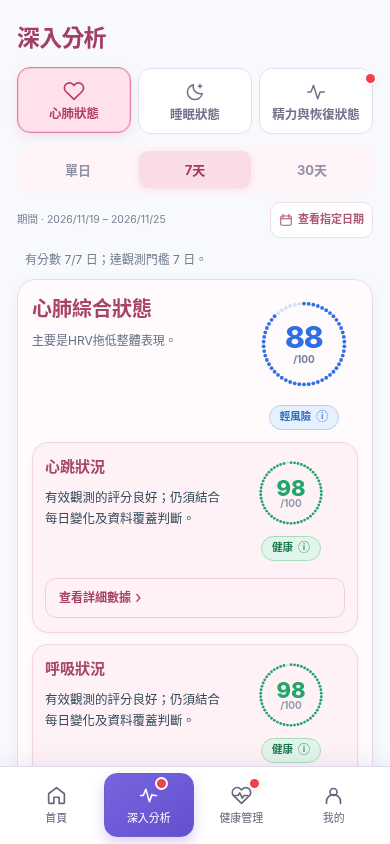 深入分析
心肺狀態
睡眠狀態
精力與恢復狀態
單日
7天
30天
期間 · 2026/11/19 – 2026/11/25
查看指定日期
有分數 7/7 日；達觀測門檻 7 日。
心肺綜合狀態
主要是HRV拖低整體表現。
88
/100
輕風險 ⓘ
心跳狀況
有效觀測的評分良好；仍須結合
每日變化及資料覆蓋判斷。
98
/100
健康 ⓘ
查看詳細數據 ›
呼吸狀況
有效觀測的評分良好；仍須結合
每日變化及資料覆蓋判斷。
98
/100
健康 ⓘ
首頁
深入分析
健康管理
我的